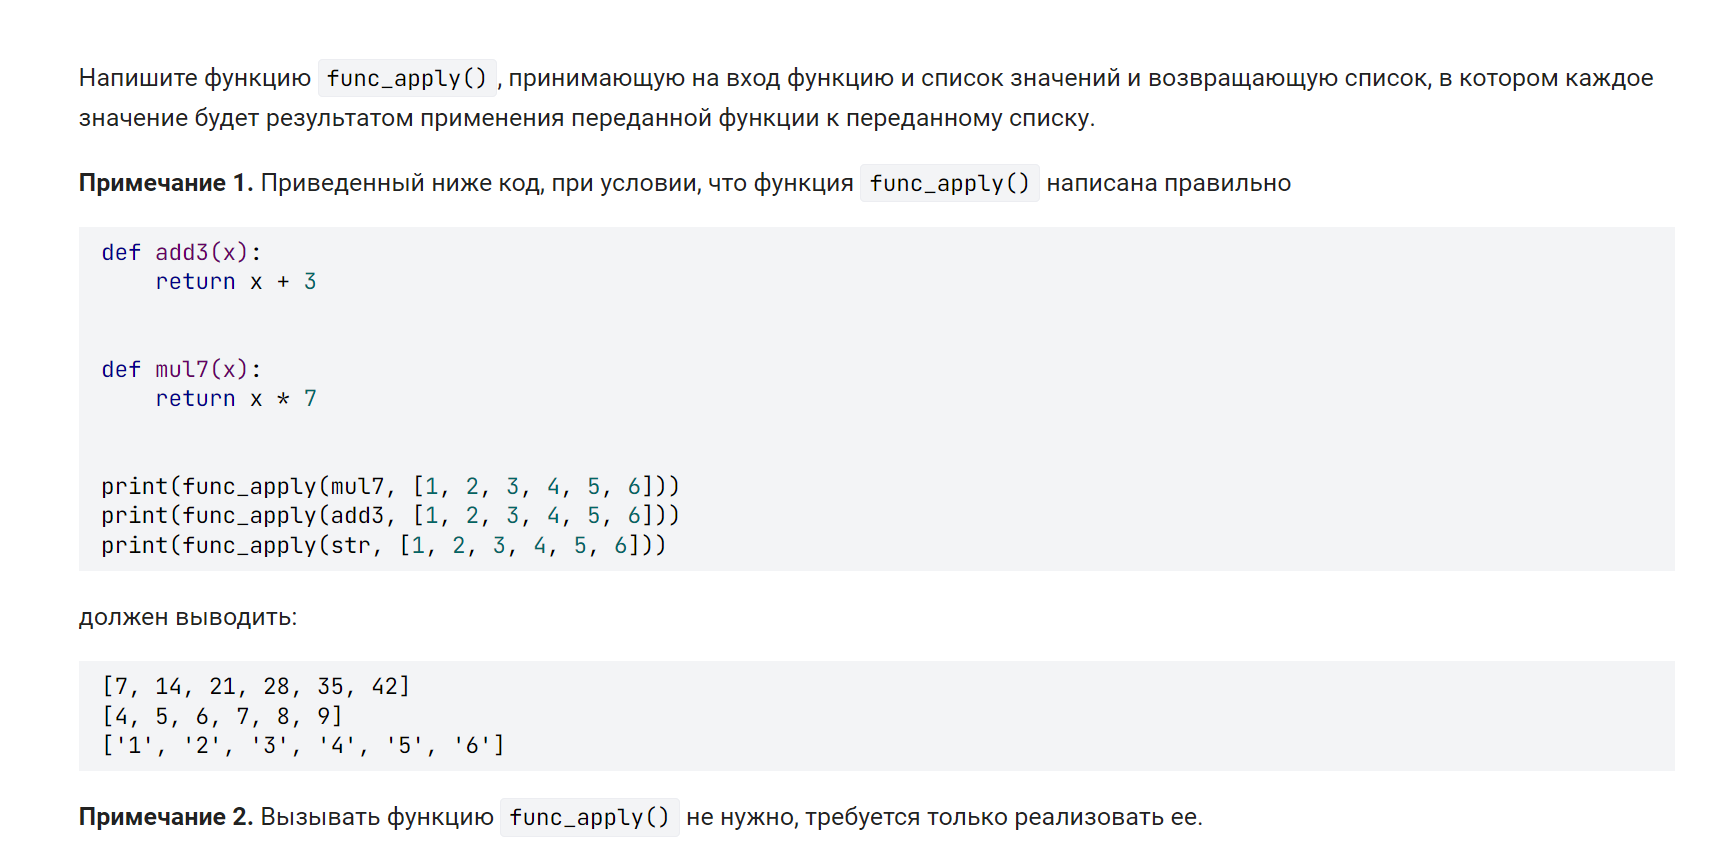 Напишите функцию func_apply(), принимающую на вход функцию и список значений и возвращающую список, в котором каждое
значение будет результатом применения переданной функции к переданному списку.
Примечание 1. Приведенный ниже код, при условии, что функция func_apply() написана правильно
def add3(x):
    return x + 3
def mul7(x):
    return x * 7
print(func_apply(mul7, [1, 2, 3, 4, 5, 6]))
print(func_apply(add3, [1, 2, 3, 4, 5, 6]))
print(func_apply(str, [1, 2, 3, 4, 5, 6]))
должен выводить:
[7, 14, 21, 28, 35, 42]
[4, 5, 6, 7, 8, 9]
['1', '2', '3', '4', '5', '6']
Примечание 2. Вызывать функцию func_apply() не нужно, требуется только реализовать ее.